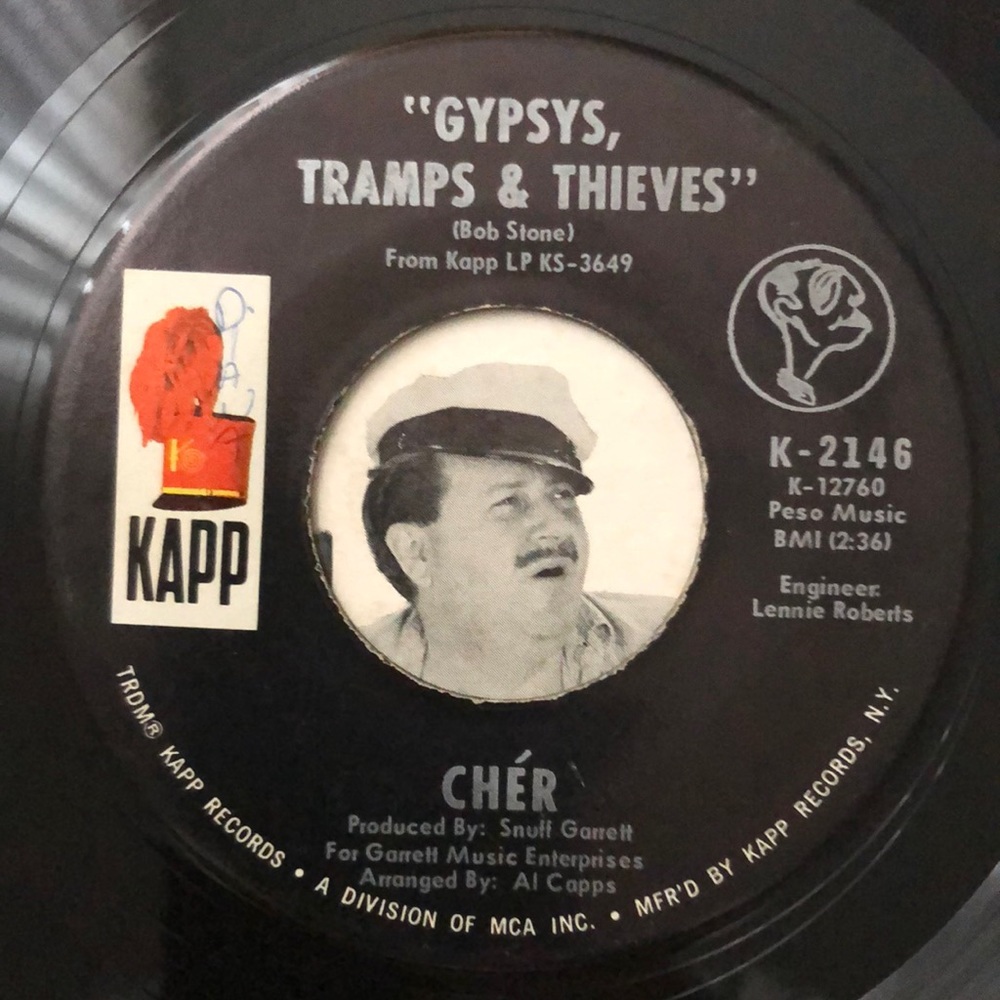 "GYPSYS,
TRAMPS & THIEVES"
(Bob Stone)
From Kapp LP KS-3649
KAPP
K-2146
K-12760
Peso Music
BMI (2:36)
Engineer:
Lennie Roberts
CHÉR
Produced By: Snuff Garrett
For Garrett Music Enterprises
Arranged By: Al Capps
TRDM® KAPP RECORDS • A DIVISION OF MCA INC. • MFR'D BY KAPP RECORDS, N.Y.